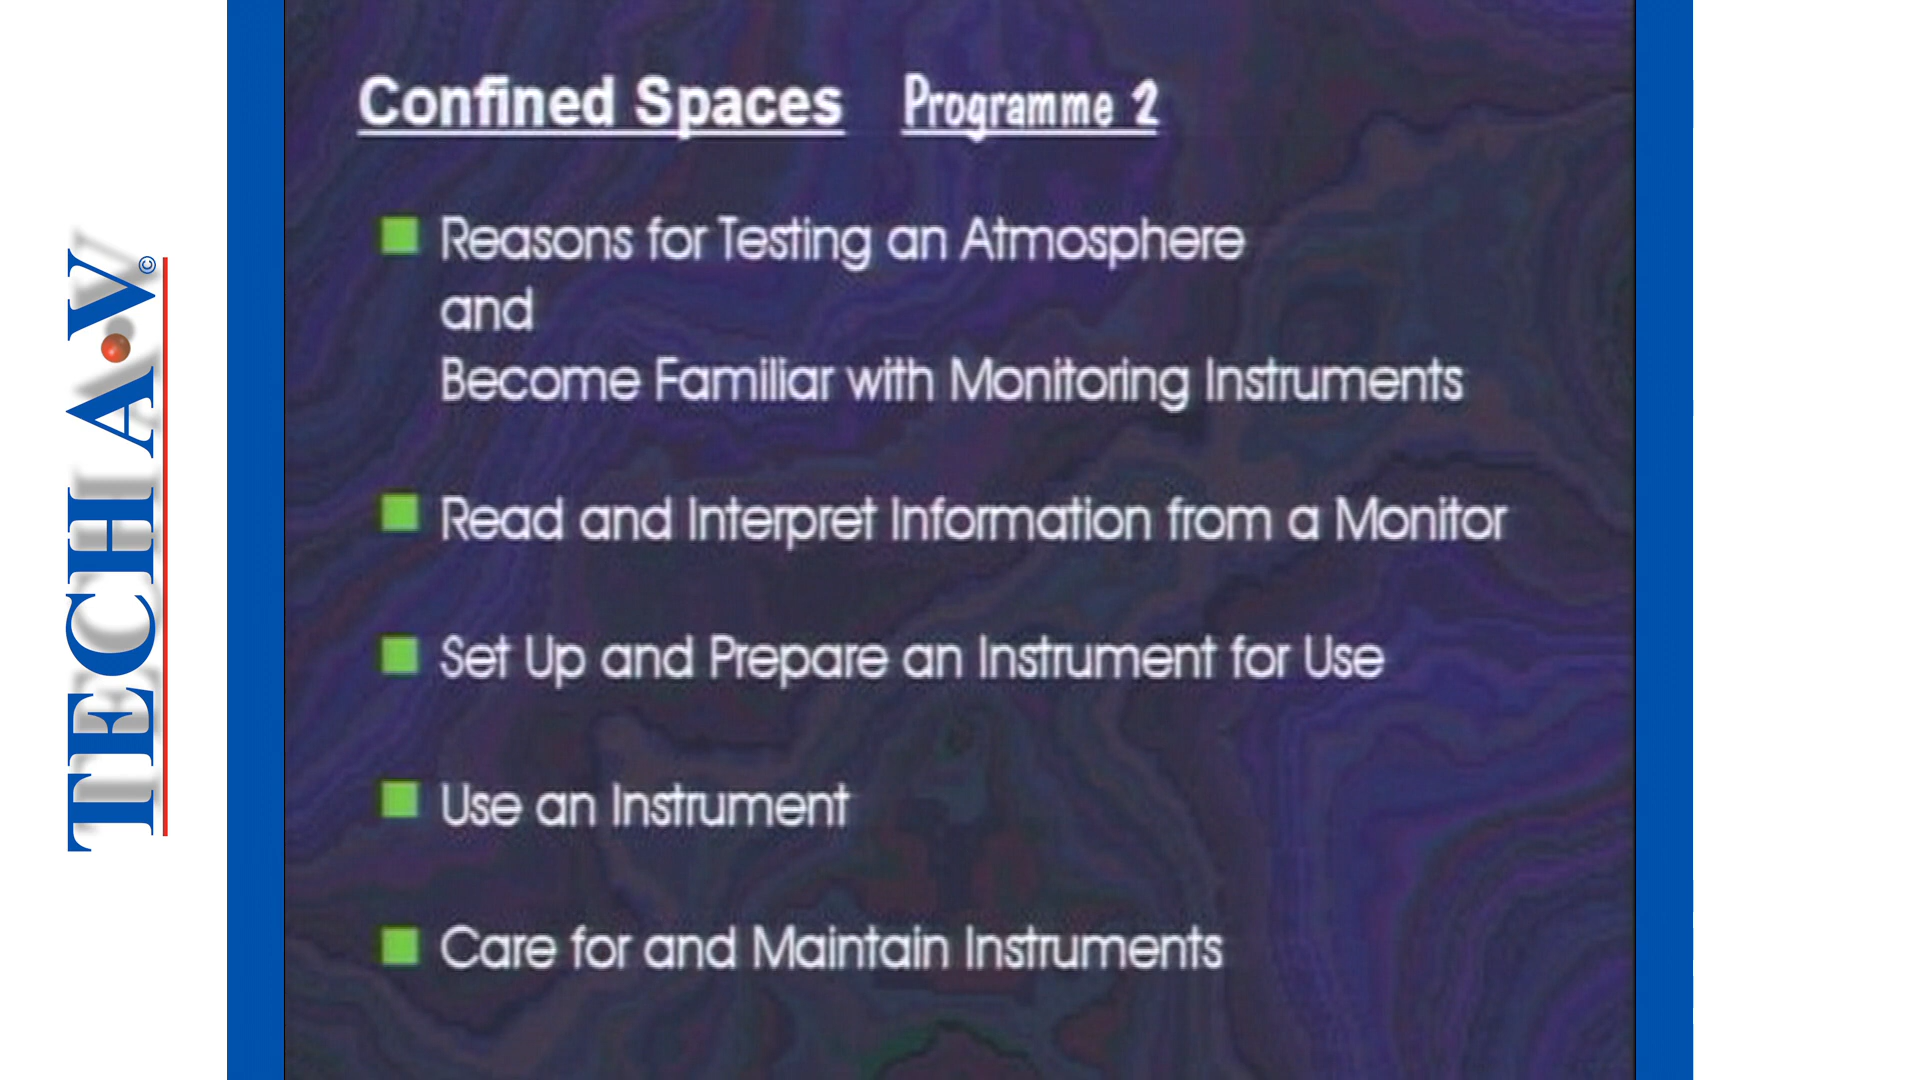 TECH A.V ©
Confined Spaces Programme 2
Reasons for Testing an Atmosphere
and
Become Familiar with Monitoring Instruments
Read and Interpret Information from a Monitor
Set Up and Prepare an Instrument for Use
Use an Instrument
Care for and Maintain Instruments